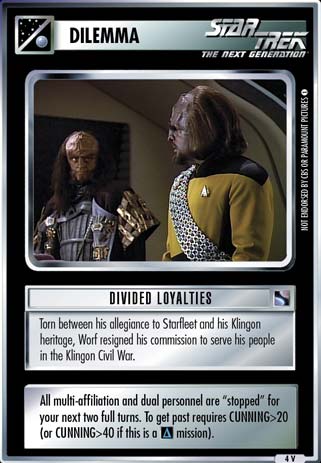 DILEMMA
STAR TREK
THE NEXT GENERATION®
NOT ENDORSED BY CBS OR PARAMOUNT PICTURES
DIVIDED LOYALTIES
Torn between his allegiance to Starfleet and his Klingon
heritage, Worf resigned his commission to serve his people
in the Klingon Civil War.
All multi-affiliation and dual personnel are “stopped” for
your next two full turns. To get past requires CUNNING>20
(or CUNNING>40 if this is a mission).
4 V